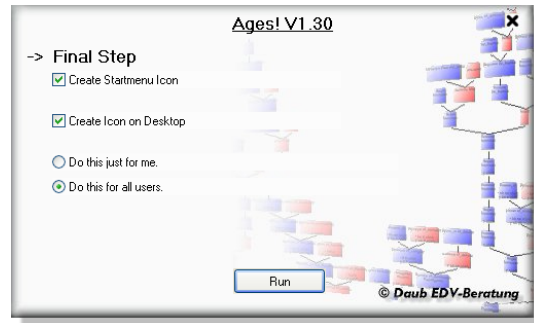 Ages! V1.30
-> Final Step
Create Startmenu Icon
Create Icon on Desktop
Do this just for me.
Do this for all users.
Run
© Daub EDV-Beratung